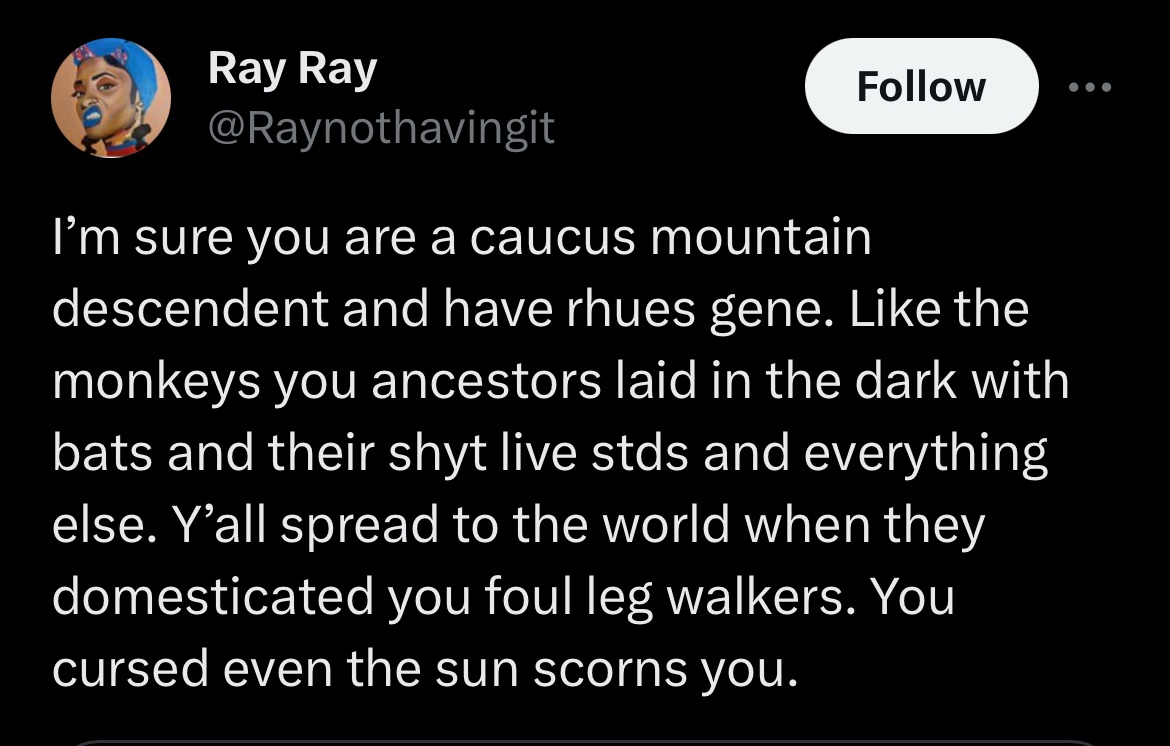 Ray Ray
@Raynothavingit
Follow
I’m sure you are a caucus mountain
descendent and have rhues gene. Like the
monkeys you ancestors laid in the dark with
bats and their shyt live stds and everything
else. Y’all spread to the world when they
domesticated you foul leg walkers. You
cursed even the sun scorns you.